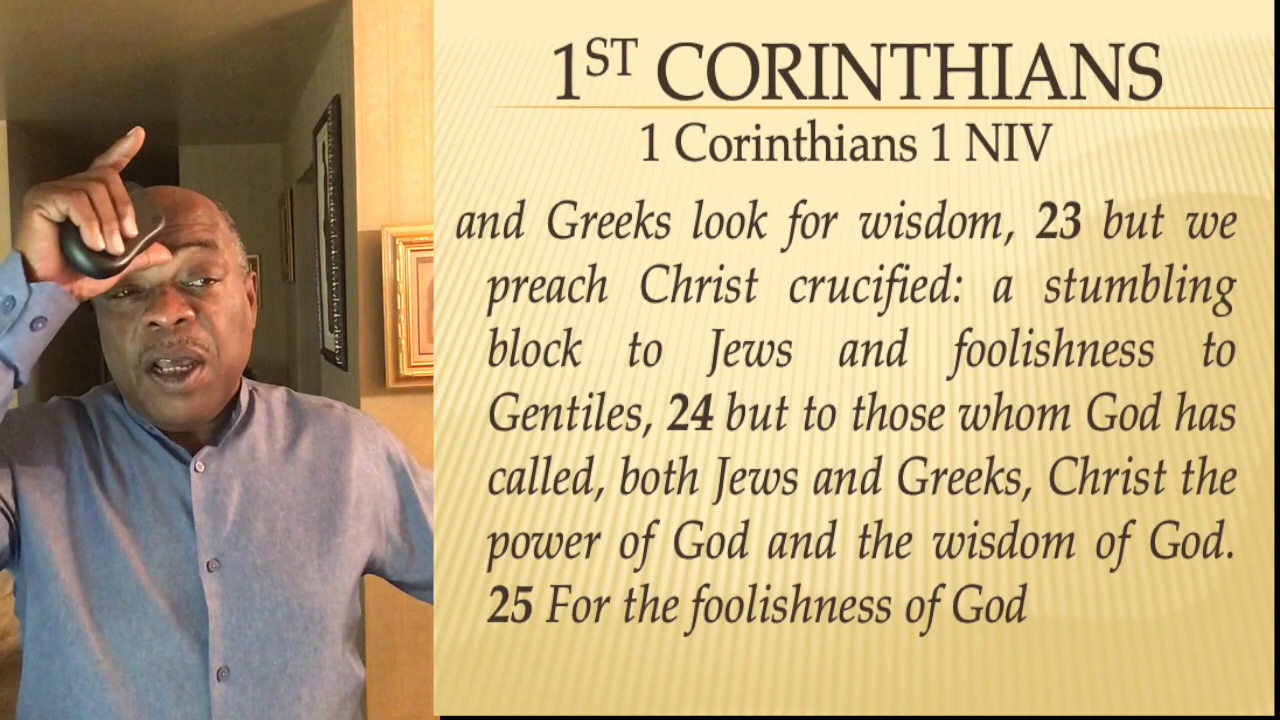 1ST CORINTHIANS
1 Corinthians 1 NIV
and Greeks look for wisdom, 23 but we
preach Christ crucified: a stumbling
block to Jews and foolishness to
Gentiles, 24 but to those whom God has
called, both Jews and Greeks, Christ the
power of God and the wisdom of God.
25 For the foolishness of God